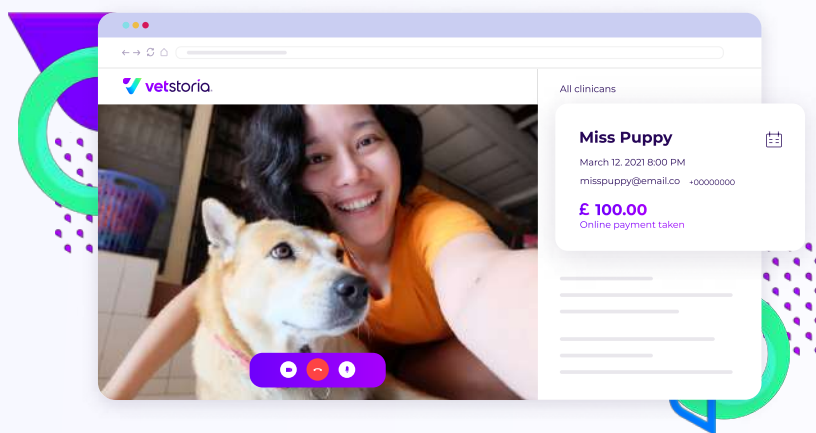 vetstoria
All clinicans
Miss Puppy
March 12. 2021 8:00 PM
misspuppy@email.co +00000000
£ 100.00
Online payment taken